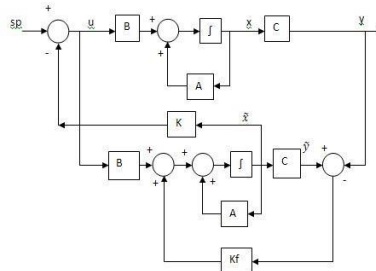 +
sp u B + ∫ x C y
- +
A
K x̃
B + + ∫ C ỹ +
+ + -
A
Kf